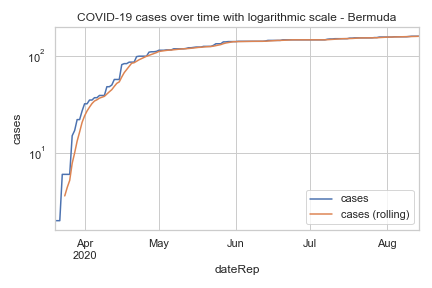 COVID-19 cases over time with logarithmic scale - Bermuda
10²
10¹
cases
Apr
2020
May
Jun
Jul
Aug
dateRep
cases
cases (rolling)